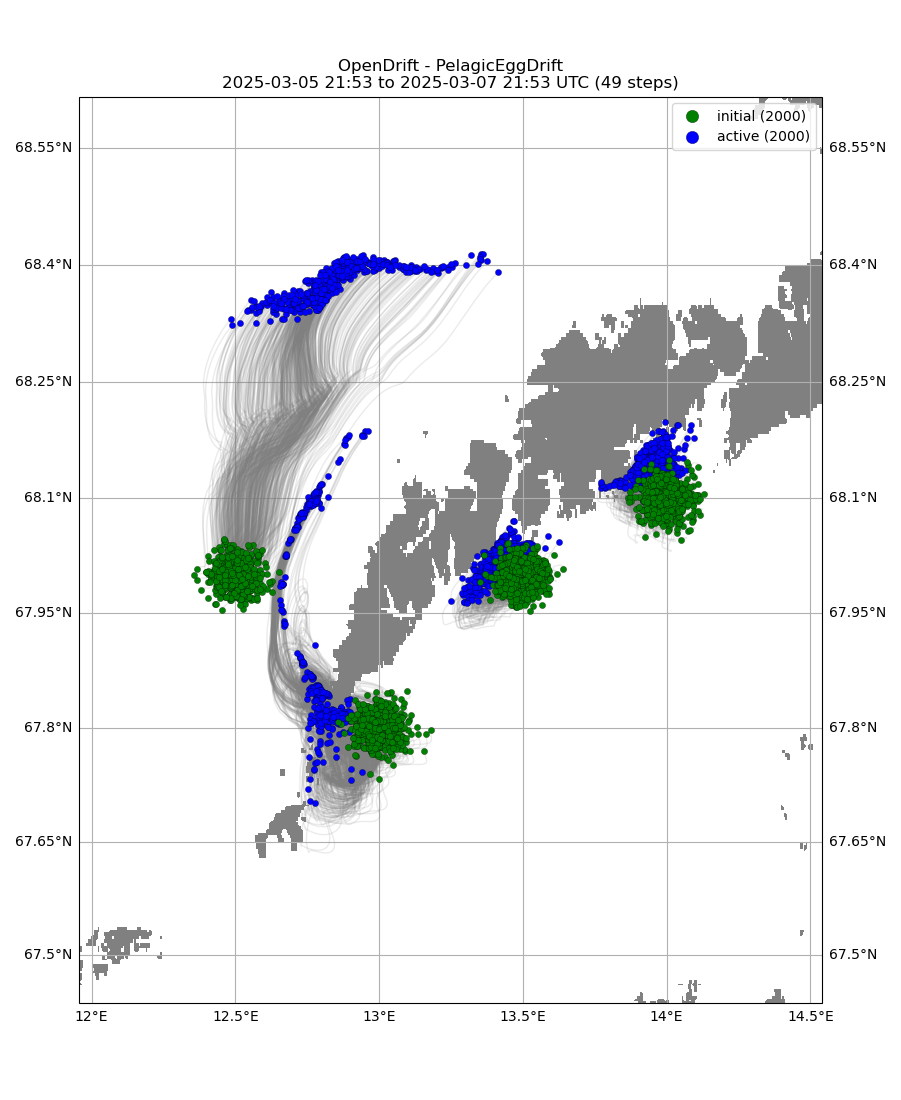 OpenDrift - PelagicEggDrift
2025-03-05 21:53 to 2025-03-07 21:53 UTC (49 steps)
initial (2000)
active (2000)
68.55°N 68.55°N
68.4°N 68.4°N
68.25°N 68.25°N
68.1°N 68.1°N
67.95°N 67.95°N
67.8°N 67.8°N
67.65°N 67.65°N
67.5°N 67.5°N
12°E 12.5°E 13°E 13.5°E 14°E 14.5°E